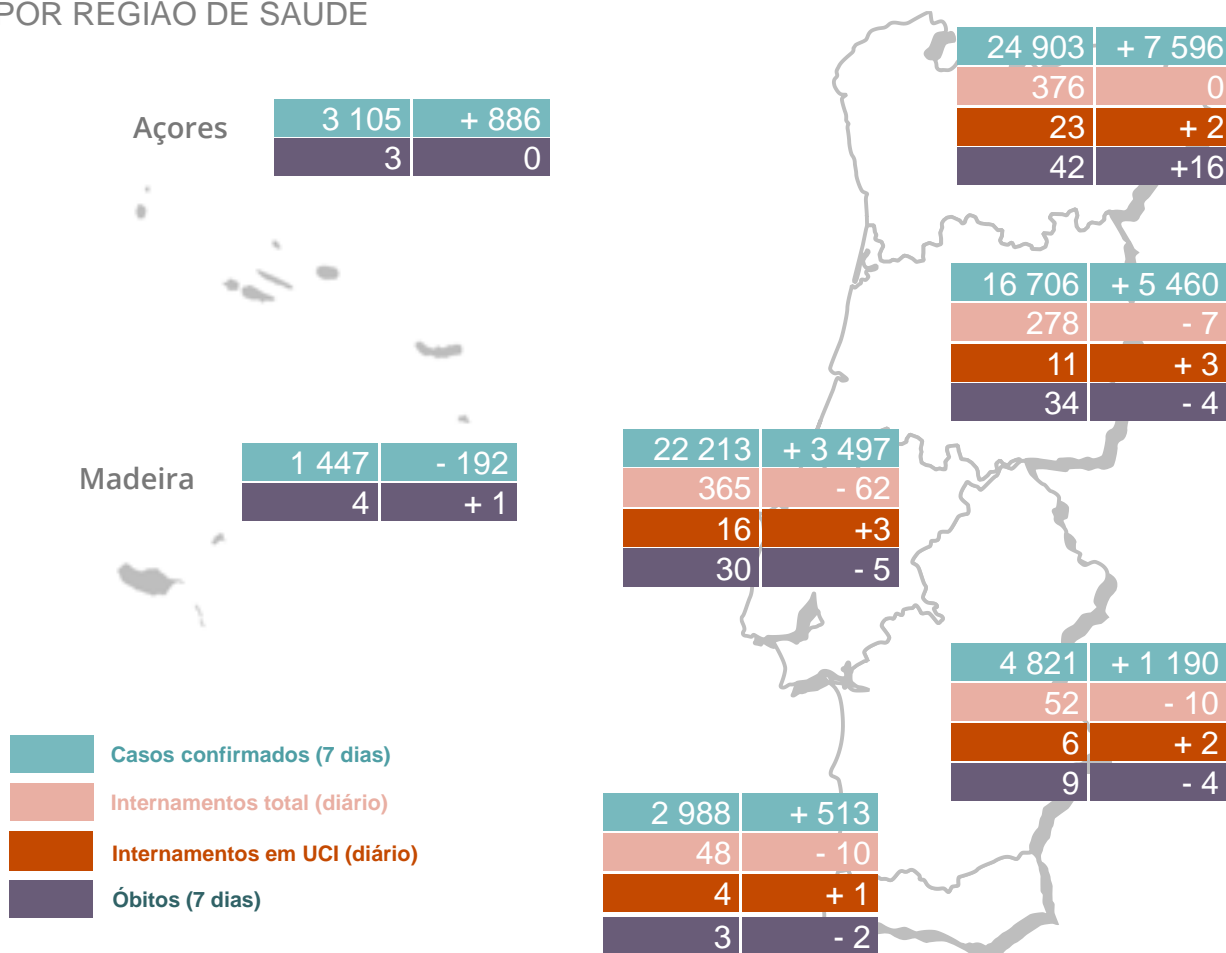 POR REGIÃO DE SAÚDE
24 903 + 7 596
376 0
23 + 2
42 +16
Açores
3 105 + 886
3 0
16 706 + 5 460
278 - 7
11 + 3
34 - 4
Madeira
1 447 - 192
4 + 1
22 213 + 3 497
365 - 62
16 +3
30 - 5
4 821 + 1 190
52 - 10
6 + 2
9 - 4
Casos confirmados (7 dias)
Internamentos total (diário)
Internamentos em UCI (diário)
Óbitos (7 dias)
2 988 + 513
48 - 10
4 + 1
3 - 2